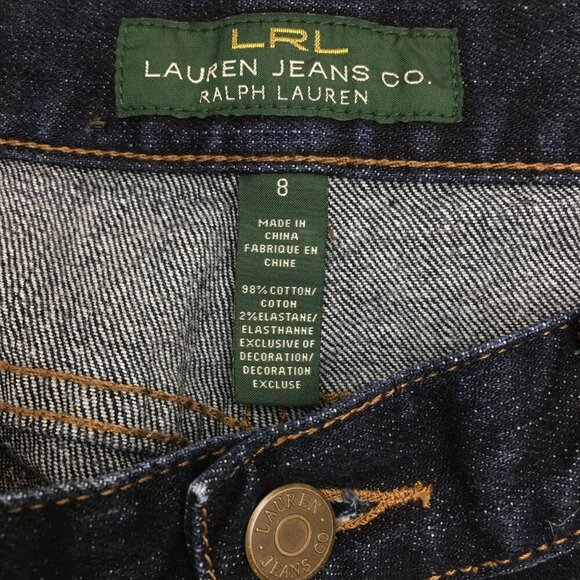 LRL
LAUREN JEANS CO.
RALPH LAUREN
8
MADE IN
CHINA
FABRIQUE EN
CHINE
98% COTTON/
COTON
2% ELASTANE/
ELASTHANNE
EXCLUSIVE OF
DECORATION/
DECORATION
EXCLUSE
LAUREN
JEANS CO